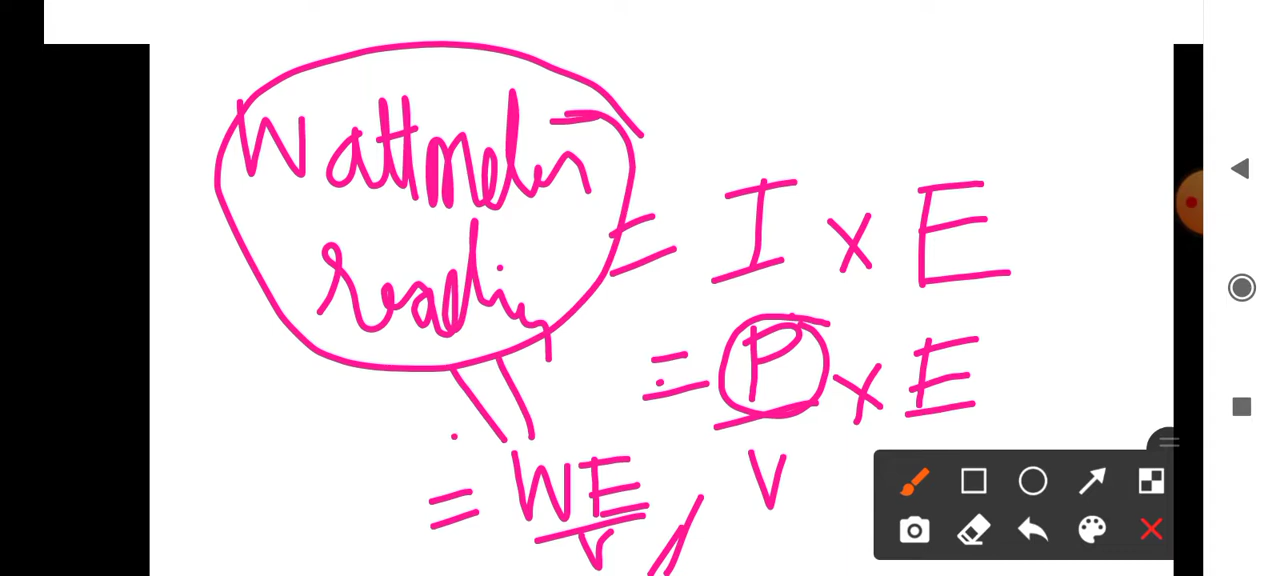 Wattmeter
reading
= I × E
= P/V × E
= WE/V